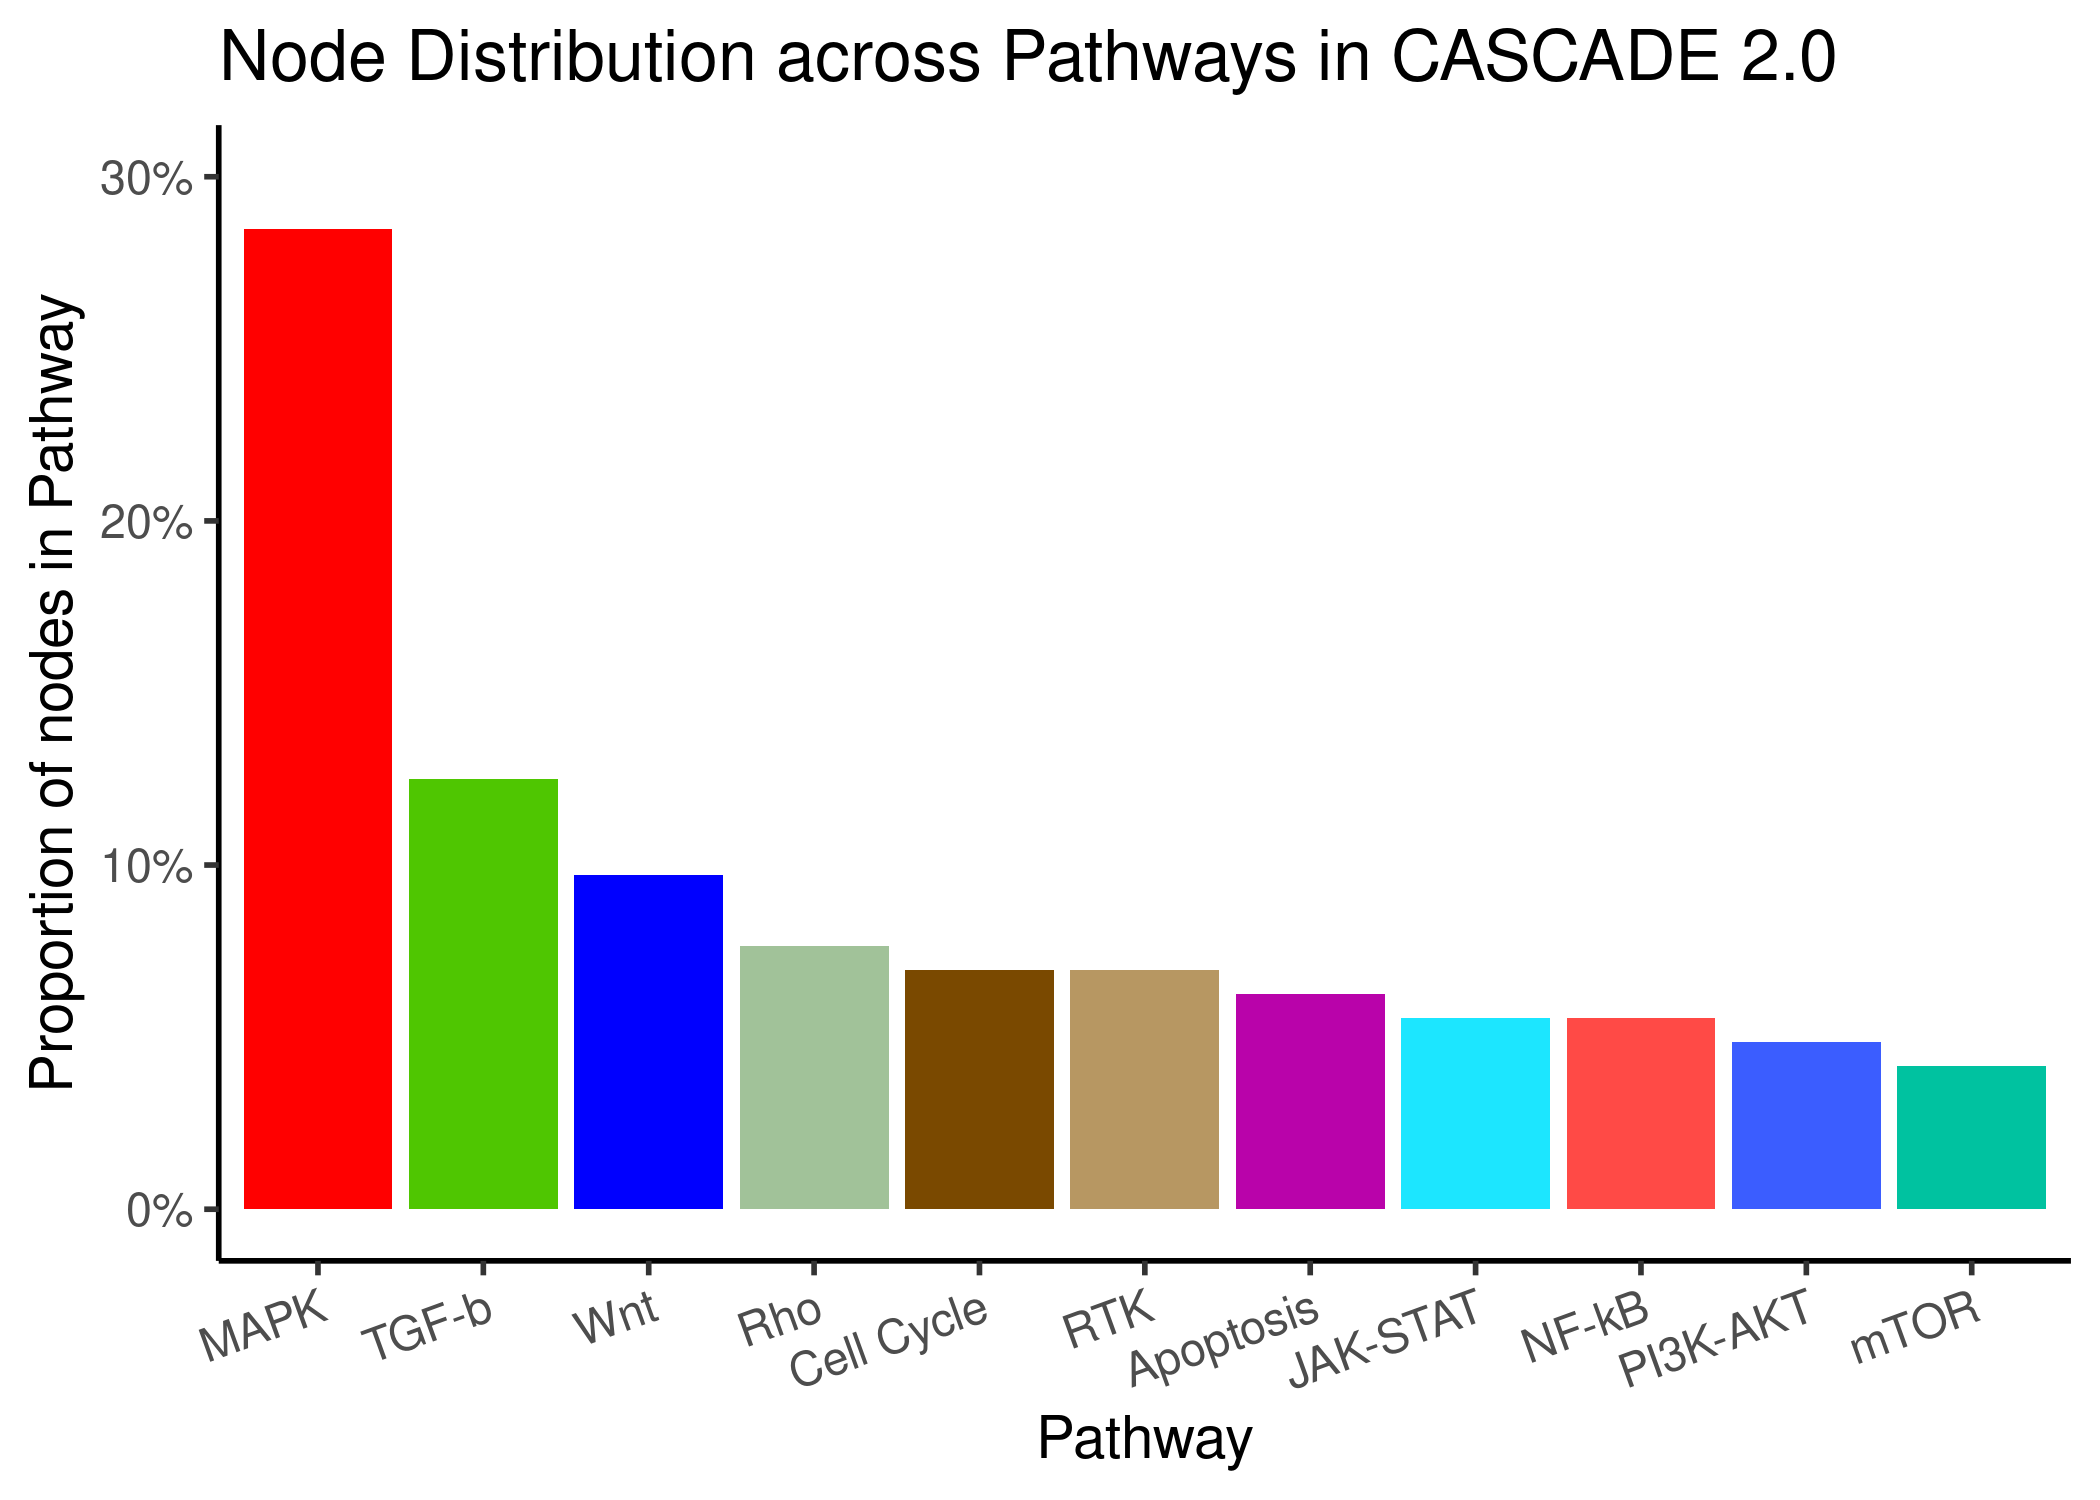 Node Distribution across Pathways in CASCADE 2.0
Proportion of nodes in Pathway
30%
20%
10%
0%
MAPK
TGF-b
Wnt
Rho
Cell Cycle
RTK
Apoptosis
JAK-STAT
NF-kB
PI3K-AKT
mTOR
Pathway